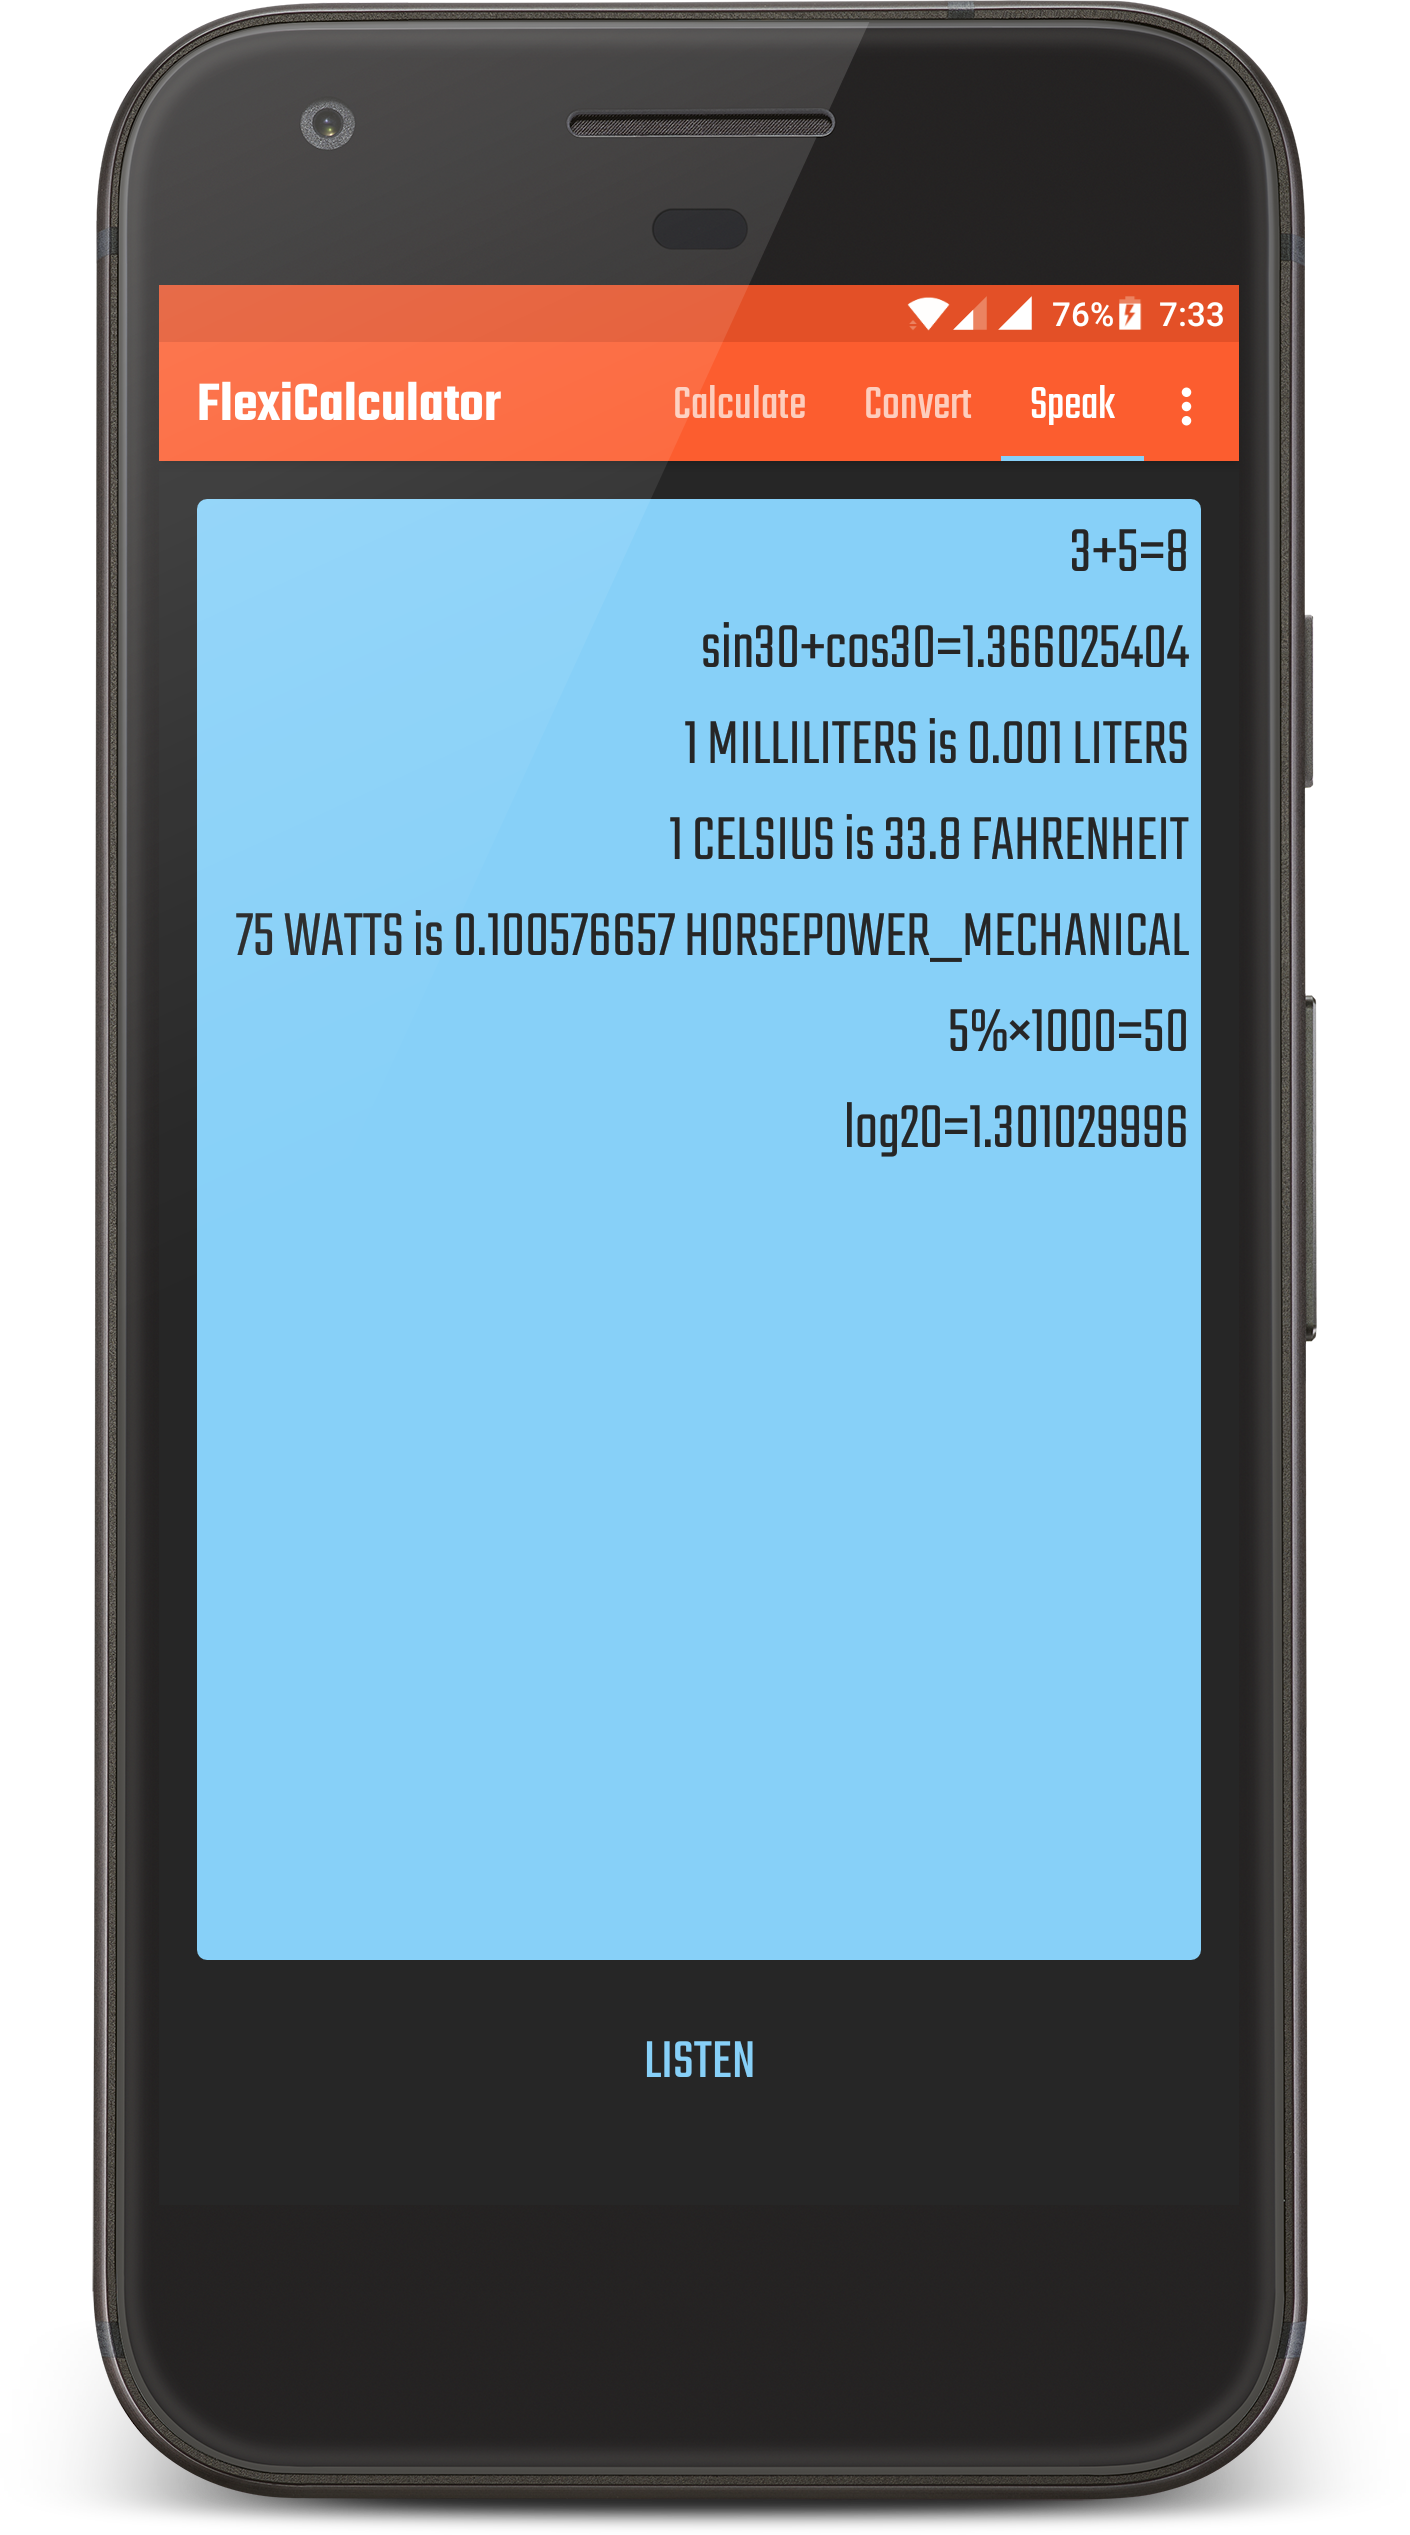 76% 7:33
FlexiCalculator Calculate Convert Speak
3+5=8
sin30+cos30=1.366025404
1 MILLILITERS is 0.001 LITERS
1 CELSIUS is 33.8 FAHRENHEIT
75 WATTS is 0.100576657 HORSEPOWER_MECHANICAL
5%×1000=50
log20=1.301029996
LISTEN